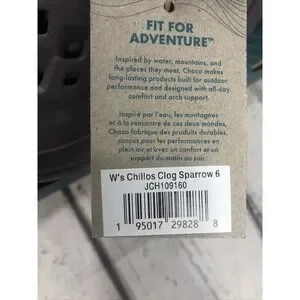 FIT FOR
ADVENTURE™
Inspired by water, mountains, and
the places they meet, Chaco makes
long-lasting products built for outdoor
performance and designed with all-day
comfort and arch support.
Inspiré par l'eau, les montagnes
et à la rencontre de ces deux mondes,
Chaco fabrique des produits durables,
conçus pour les performances en
plein air et avec un confort et un
support du matin au soir.
W's Chillos Clog Sparrow 6
JCH109160
1 95017 29828 8